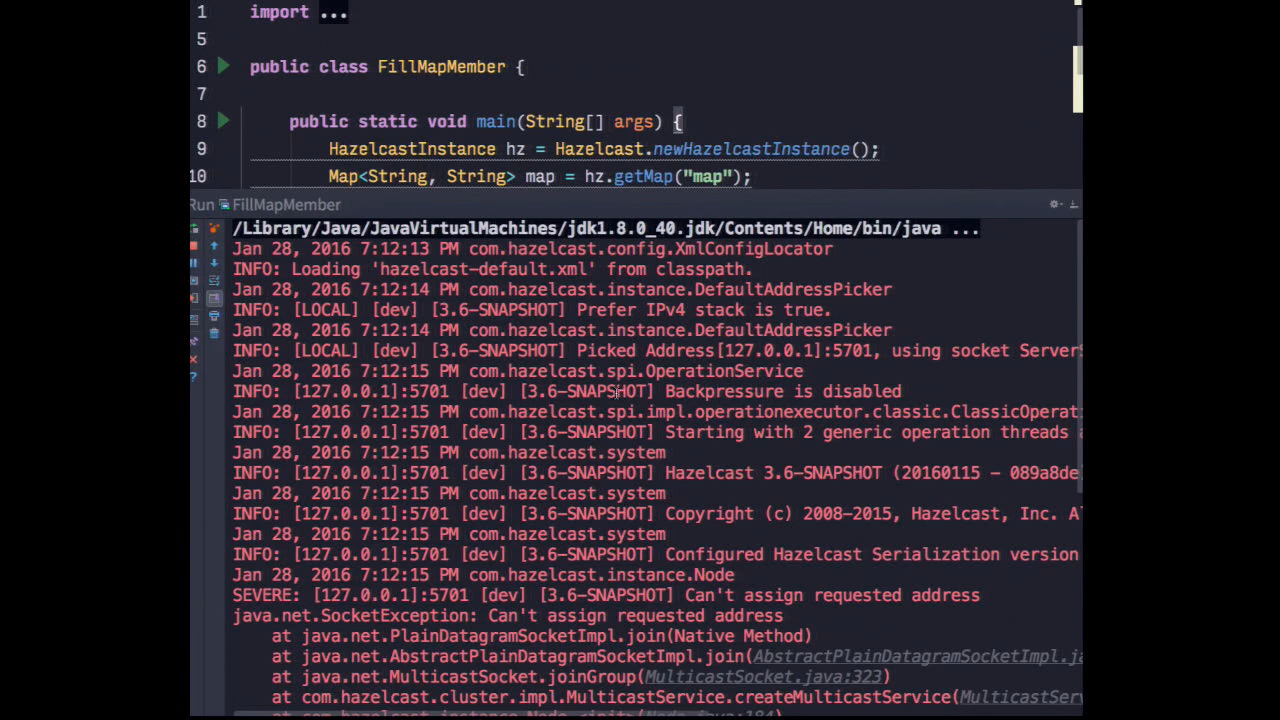 1 import ...
5
6 public class FillMapMember {
7
8 public static void main(String[] args) {
9 HazelcastInstance hz = Hazelcast.newHazelcastInstance();
10 Map<String, String> map = hz.getMap("map");
Run FillMapMember
/Library/Java/JavaVirtualMachines/jdk1.8.0_40.jdk/Contents/Home/bin/java ...
Jan 28, 2016 7:12:13 PM com.hazelcast.config.XmlConfigLocator
INFO: Loading 'hazelcast-default.xml' from classpath.
Jan 28, 2016 7:12:14 PM com.hazelcast.instance.DefaultAddressPicker
INFO: [LOCAL] [dev] [3.6-SNAPSHOT] Prefer IPv4 stack is true.
Jan 28, 2016 7:12:14 PM com.hazelcast.instance.DefaultAddressPicker
INFO: [LOCAL] [dev] [3.6-SNAPSHOT] Picked Address[127.0.0.1]:5701, using socket ServerS
Jan 28, 2016 7:12:15 PM com.hazelcast.spi.OperationService
INFO: [127.0.0.1]:5701 [dev] [3.6-SNAPSHOT] Backpressure is disabled
Jan 28, 2016 7:12:15 PM com.hazelcast.spi.impl.operationexecutor.classic.ClassicOperati
INFO: [127.0.0.1]:5701 [dev] [3.6-SNAPSHOT] Starting with 2 generic operation threads a
Jan 28, 2016 7:12:15 PM com.hazelcast.system
INFO: [127.0.0.1]:5701 [dev] [3.6-SNAPSHOT] Hazelcast 3.6-SNAPSHOT (20160115 - 089a8de
Jan 28, 2016 7:12:15 PM com.hazelcast.system
INFO: [127.0.0.1]:5701 [dev] [3.6-SNAPSHOT] Copyright (c) 2008-2015, Hazelcast, Inc. Al
Jan 28, 2016 7:12:15 PM com.hazelcast.system
INFO: [127.0.0.1]:5701 [dev] [3.6-SNAPSHOT] Configured Hazelcast Serialization version
Jan 28, 2016 7:12:15 PM com.hazelcast.instance.Node
SEVERE: [127.0.0.1]:5701 [dev] [3.6-SNAPSHOT] Can't assign requested address
java.net.SocketException: Can't assign requested address
at java.net.PlainDatagramSocketImpl.join(Native Method)
at java.net.AbstractPlainDatagramSocketImpl.join(AbstractPlainDatagramSocketImpl.ja
at java.net.MulticastSocket.joinGroup(MulticastSocket.java:323)
at com.hazelcast.cluster.impl.MulticastService.createMulticastService(MulticastServ
at com.hazelcast.instance.Node.<init>(Node.java:184)